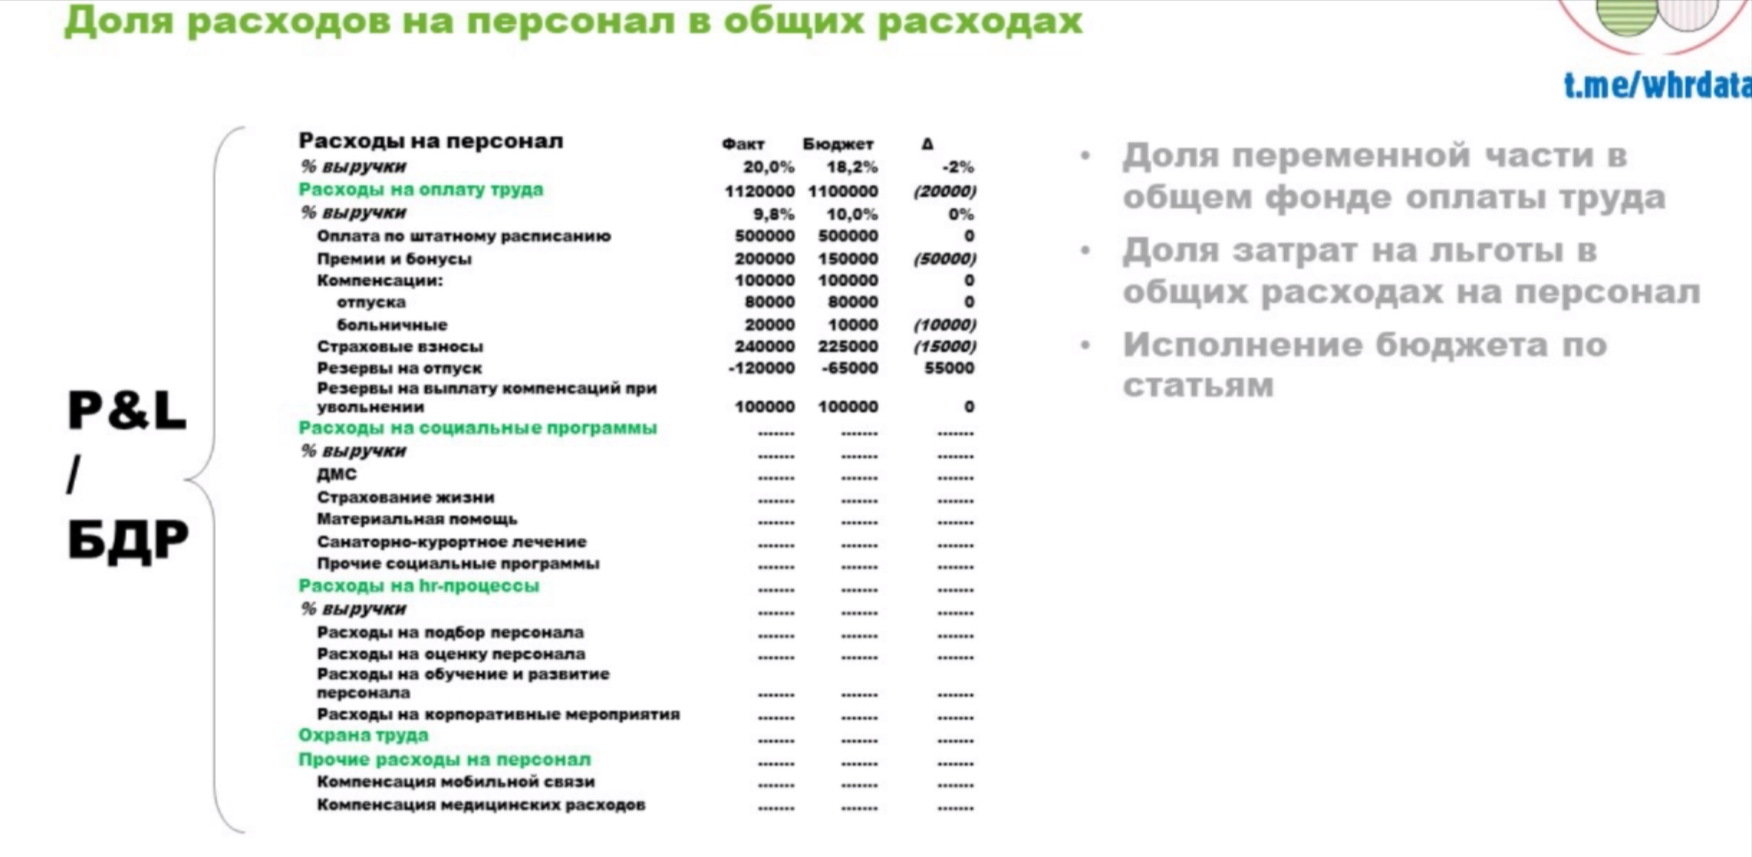 Доля расходов на персонал в общих расходах
t.me/whrdata
P&L
/
БДР
Расходы на персонал Факт Бюджет Δ
% выручки 20,0% 18,2% -2%
Расходы на оплату труда 1120000 1100000 (20000)
% выручки 9,8% 10,0% 0%
Оплата по штатному расписанию 500000 500000 0
Премии и бонусы 200000 150000 (50000)
Компенсации: 100000 100000 0
отпуска 80000 80000 0
больничные 20000 10000 (10000)
Страховые взносы 240000 225000 (15000)
Резервы на отпуск -120000 -65000 55000
Резервы на выплату компенсаций при
увольнении 100000 100000 0
Расходы на социальные программы ....... ....... .......
% выручки ....... ....... .......
ДМС ....... ....... .......
Страхование жизни ....... ....... .......
Материальная помощь ....... ....... .......
Санаторно-курортное лечение ....... ....... .......
Прочие социальные программы ....... ....... .......
Расходы на hr-процессы ....... ....... .......
% выручки ....... ....... .......
Расходы на подбор персонала ....... ....... .......
Расходы на оценку персонала ....... ....... .......
Расходы на обучение и развитие
персонала ....... ....... .......
Расходы на корпоративные мероприятия ....... ....... .......
Охрана труда ....... ....... .......
Прочие расходы на персонал ....... ....... .......
Компенсация мобильной связи ....... ....... .......
Компенсация медицинских расходов ....... ....... .......
• Доля переменной части в
общем фонде оплаты труда
• Доля затрат на льготы в
общих расходах на персонал
• Исполнение бюджета по
статьям